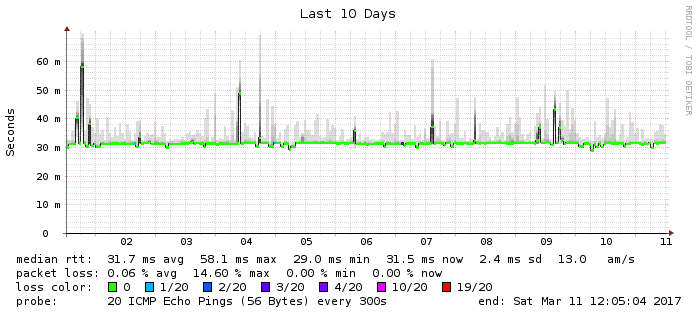 Last 10 Days
RRDTOOL / TOBI OETIKER
Seconds
60 m
50 m
40 m
30 m
20 m
10 m
0
02 03 04 05 06 07 08 09 10 11
median rtt: 31.7 ms avg 58.1 ms max 29.0 ms min 31.5 ms now 2.4 ms sd 13.0 am/s
packet loss: 0.06 % avg 14.60 % max 0.00 % min 0.00 % now
loss color: 0 1/20 2/20 3/20 4/20 10/20 19/20
probe: 20 ICMP Echo Pings (56 Bytes) every 300s end: Sat Mar 11 12:05:04 2017